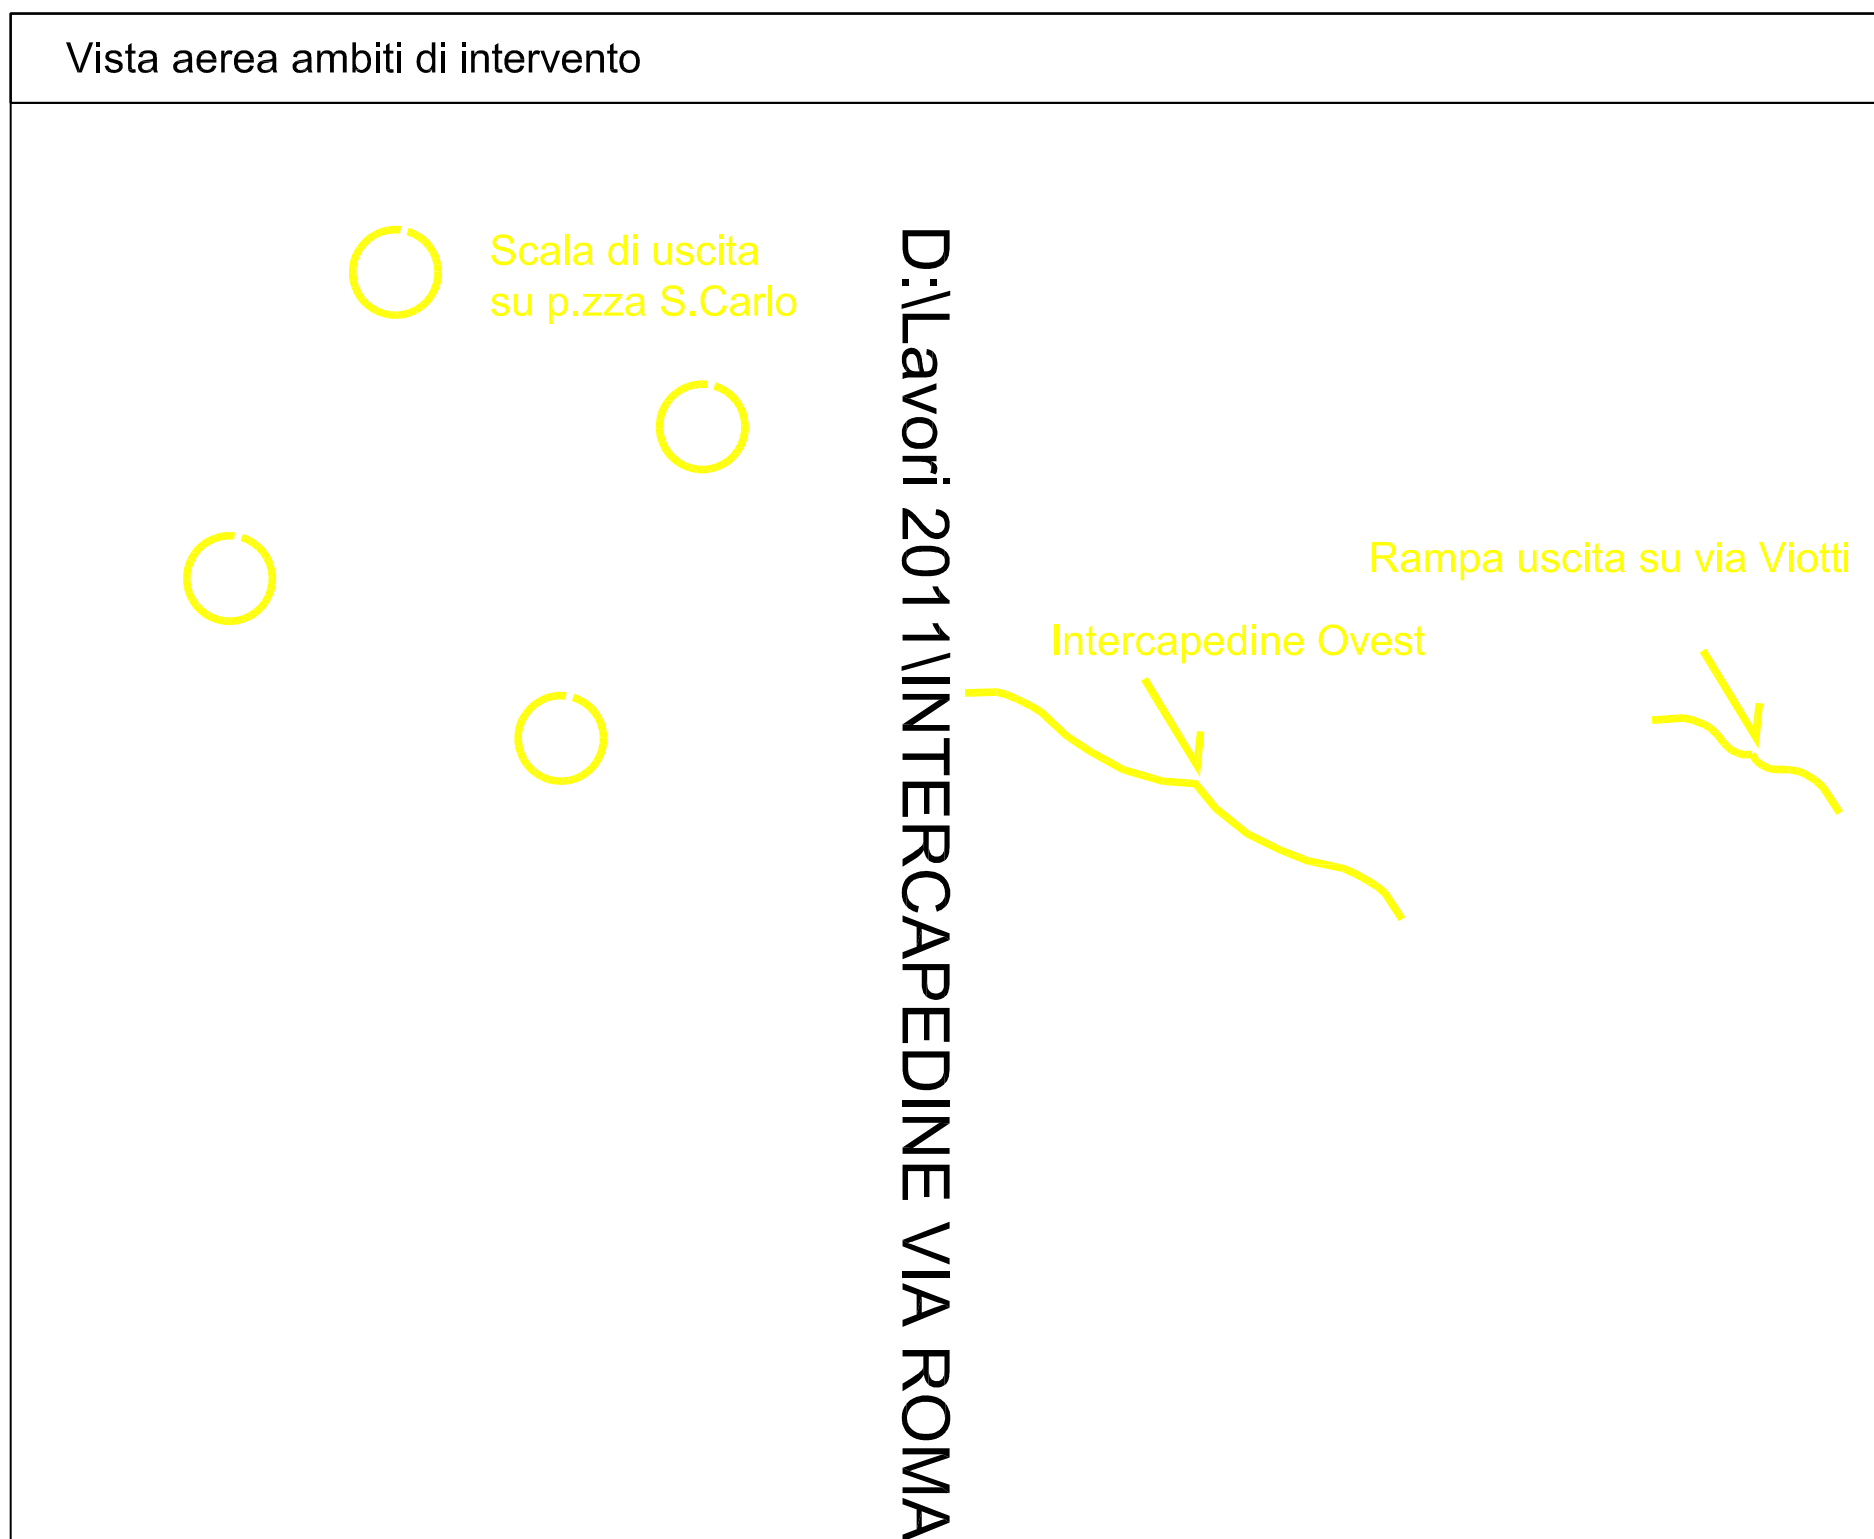 Vista aerea ambiti di intervento
Scala di uscita
su p.zza S.Carlo
D:\Lavori 2011\INTERCAPEDINE VIA ROMA
Rampa uscita su via Viotti
Intercapedine Ovest